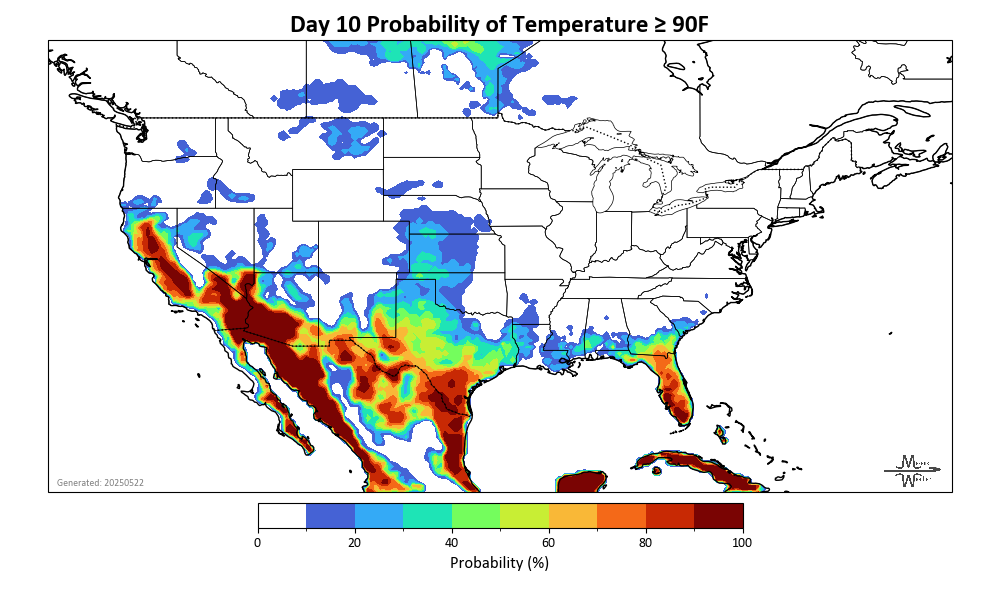 Day 10 Probability of Temperature ≥ 90F
Generated: 20250522
0 20 40 60 80 100
Probability (%)